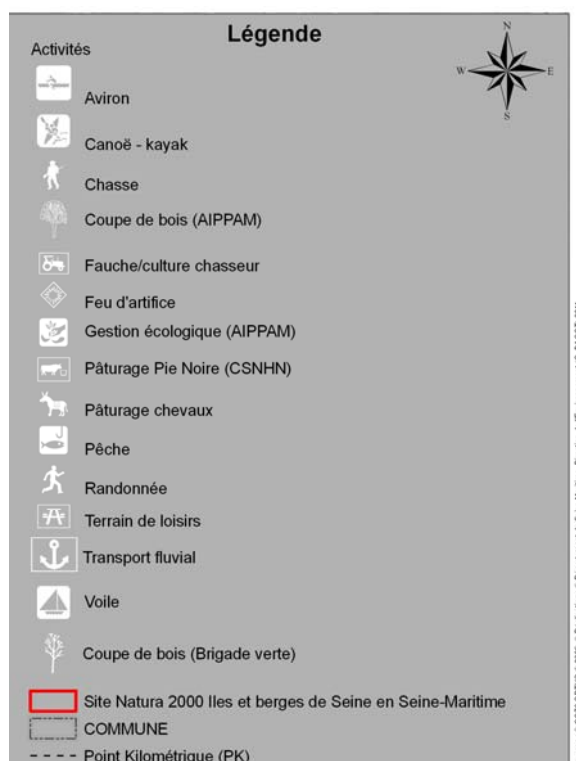 Légende
N
W
E
S
Activités
Aviron
Canoë - kayak
Chasse
Coupe de bois (AIPPAM)
Fauche/culture chasseur
Feu d'artifice
Gestion écologique (AIPPAM)
Pâturage Pie Noire (CSNHN)
Pâturage chevaux
Pêche
Randonnée
Terrain de loisirs
Transport fluvial
Voile
Coupe de bois (Brigade verte)
Site Natura 2000 Iles et berges de Seine en Seine-Maritime
COMMUNE
Point Kilométrique (PK)